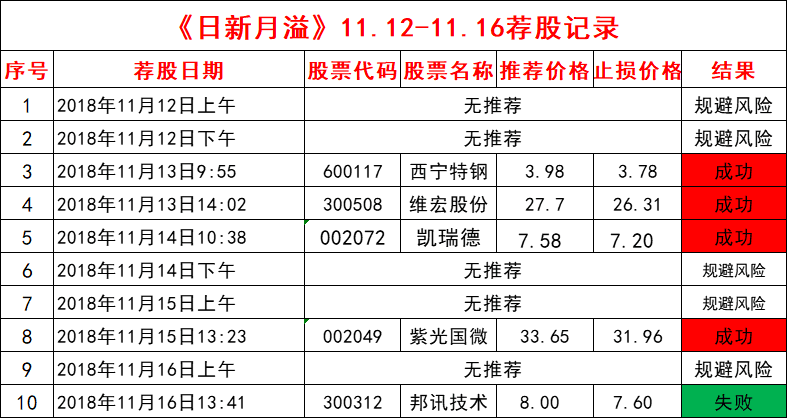 《日新月溢》11.12-11.16荐股记录
序号 荐股日期 股票代码 股票名称 推荐价格 止损价格 结果
1 2018年11月12日上午 无推荐 规避风险
2 2018年11月12日下午 无推荐 规避风险
3 2018年11月13日9:55 600117 西宁特钢 3.98 3.78 成功
4 2018年11月13日14:02 300508 维宏股份 27.7 26.31 成功
5 2018年11月14日10:38 002072 凯瑞德 7.58 7.20 成功
6 2018年11月14日下午 无推荐 规避风险
7 2018年11月15日上午 无推荐 规避风险
8 2018年11月15日13:23 002049 紫光国微 33.65 31.96 成功
9 2018年11月16日上午 无推荐 规避风险
10 2018年11月16日13:41 300312 邦讯技术 8.00 7.60 失败